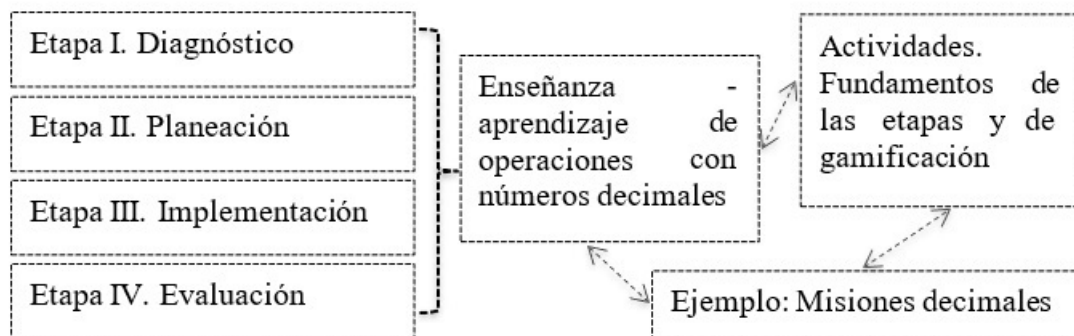 Etapa I. Diagnóstico
Etapa II. Planeación
Etapa III. Implementación
Etapa IV. Evaluación
Enseñanza -
aprendizaje de
operaciones con
números decimales
Actividades.
Fundamentos de
las etapas y de
gamificación
Ejemplo: Misiones decimales